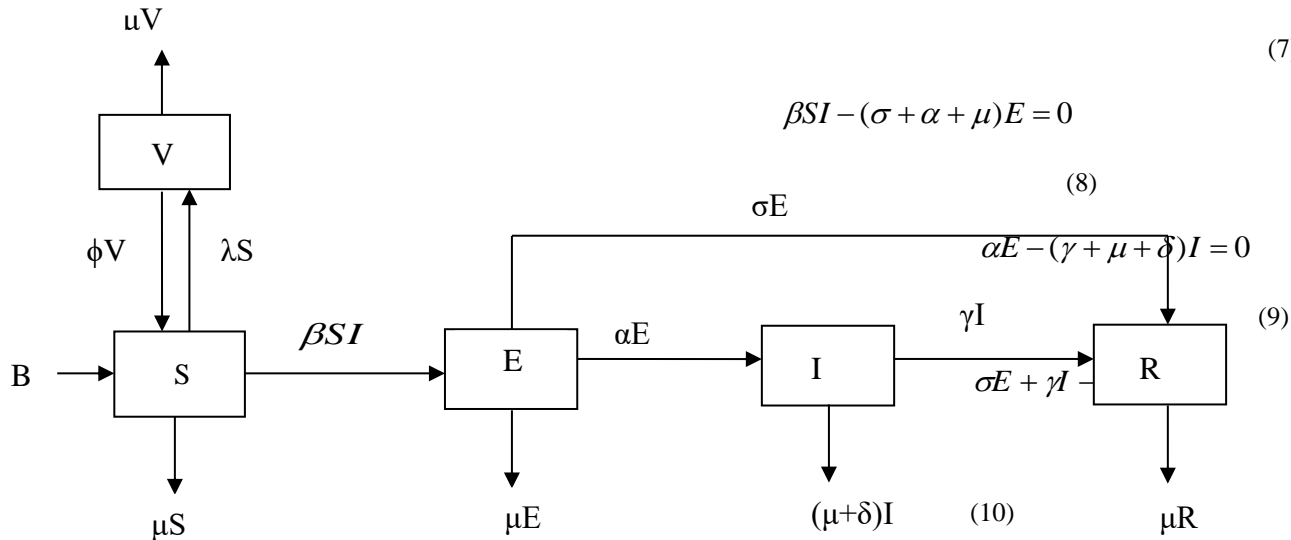 μV
(7
βSI − (σ + α + μ)E = 0
V
(8)
σE
ϕV
λS
αE − (γ + μ + δ)I = 0
βSI
αE
γI
(9)
B
S
E
I
R
σE + γI −
μS
μE
(μ+δ)I
(10)
μR